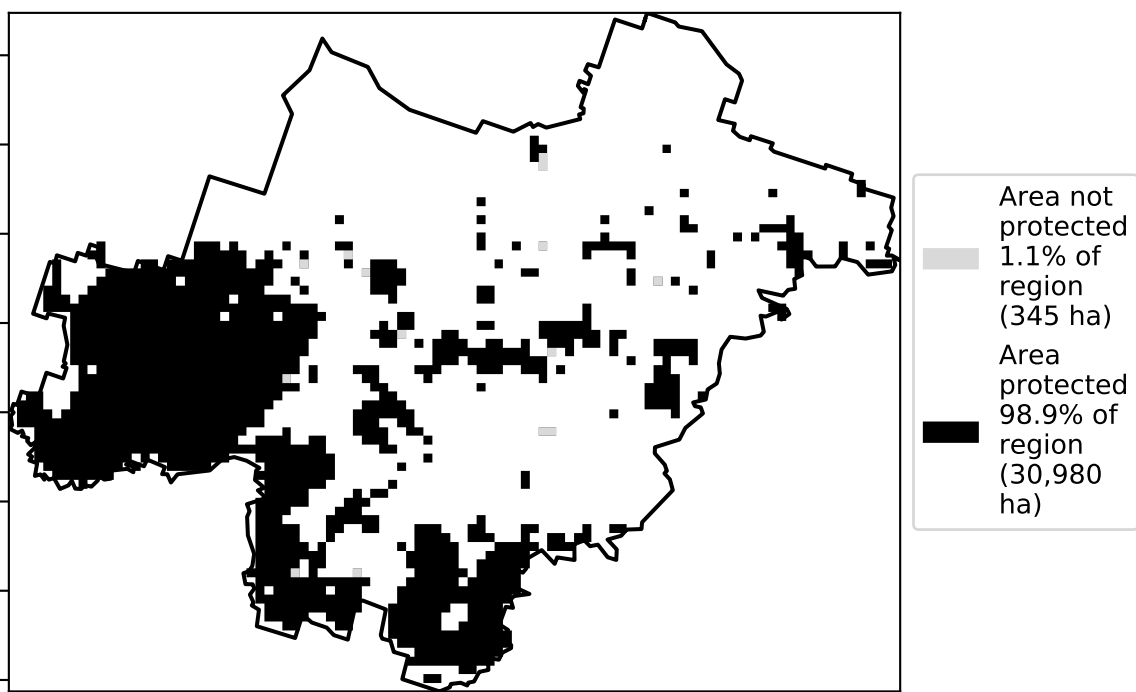 Area not
protected
1.1% of
region
(345 ha)
Area
protected
98.9% of
region
(30,980
ha)